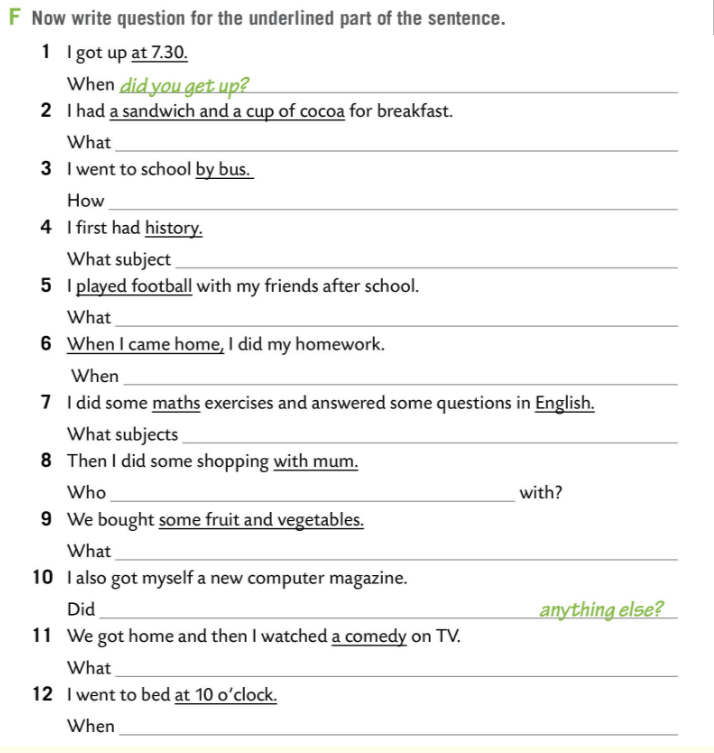 F Now write question for the underlined part of the sentence.
1 I got up at 7.30.
When did you get up?
2 I had a sandwich and a cup of cocoa for breakfast.
What
3 I went to school by bus.
How
4 I first had history.
What subject
5 I played football with my friends after school.
What
6 When I came home, I did my homework.
When
7 I did some maths exercises and answered some questions in English.
What subjects
8 Then I did some shopping with mum.
Who with?
9 We bought some fruit and vegetables.
What
10 I also got myself a new computer magazine.
Did anything else?
11 We got home and then I watched a comedy on TV.
What
12 I went to bed at 10 o'clock.
When